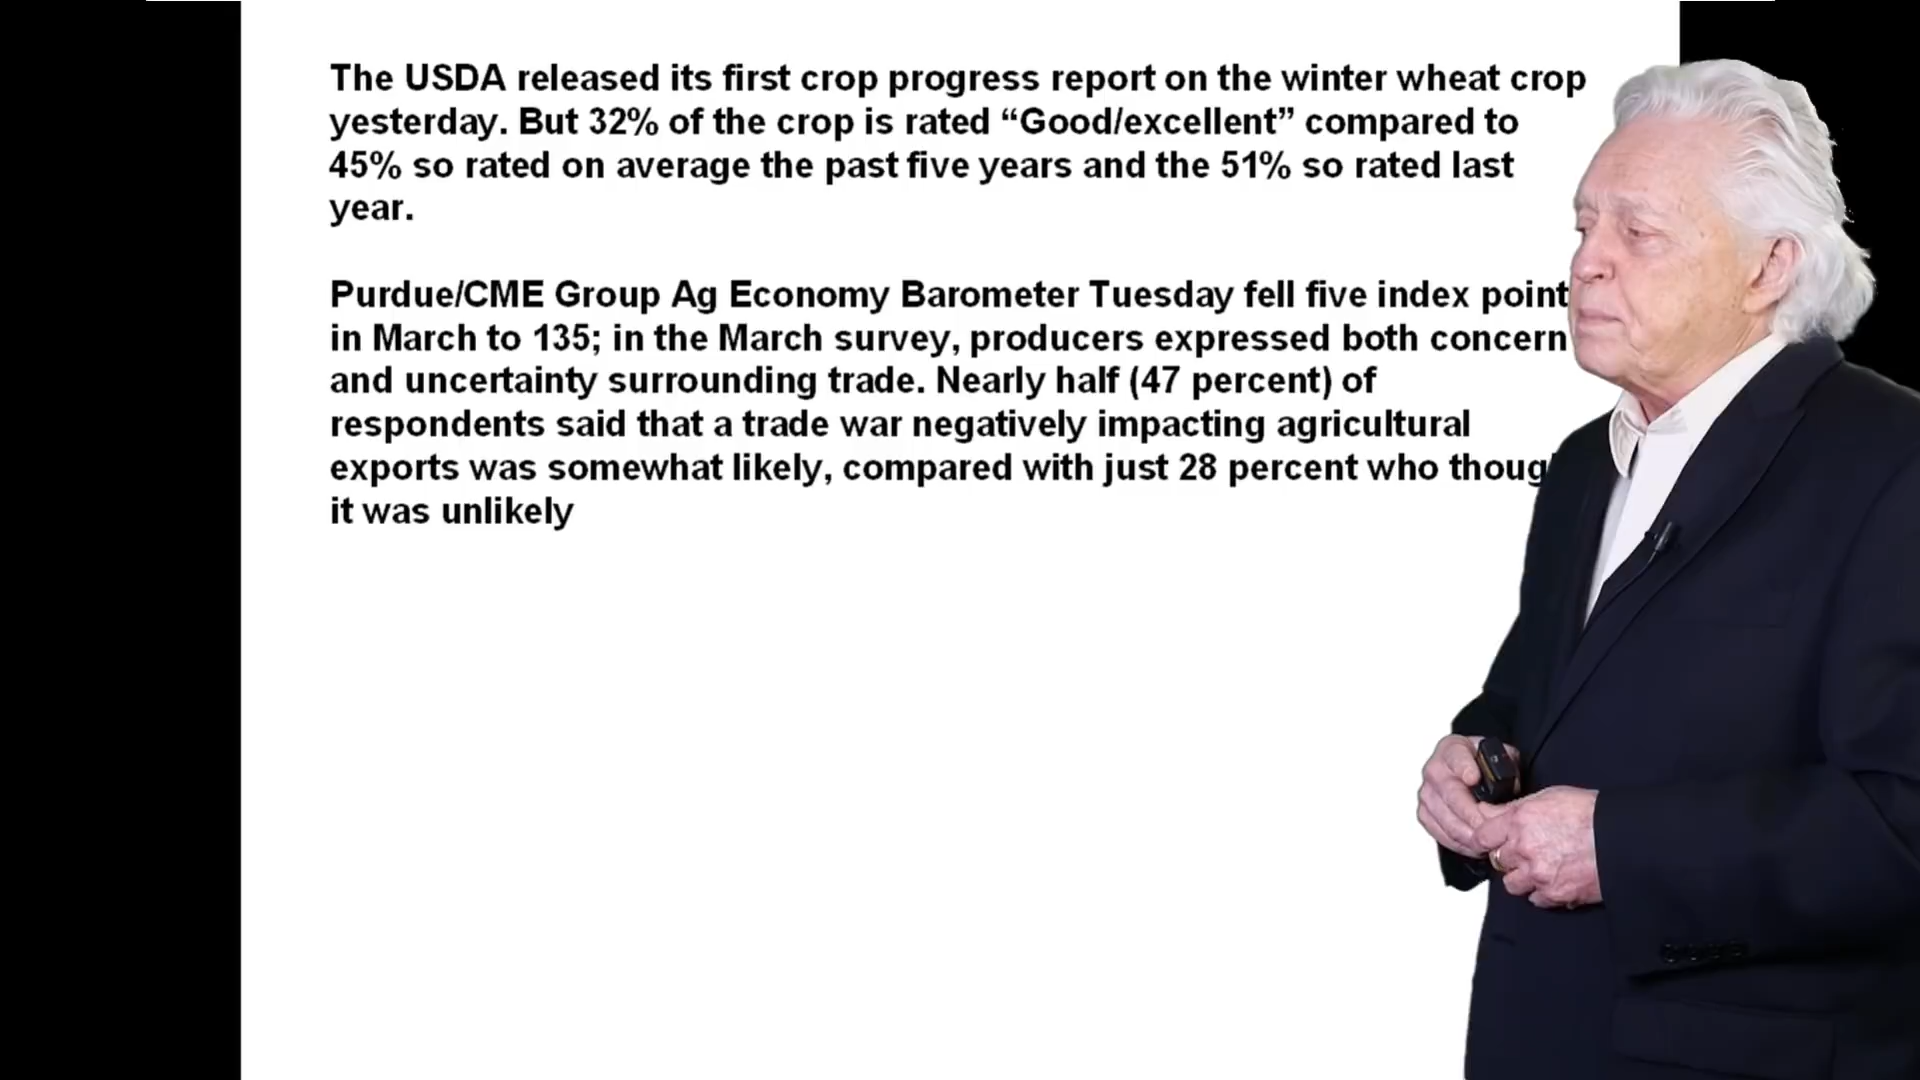 The USDA released its first crop progress report on the winter wheat crop
yesterday. But 32% of the crop is rated “Good/excellent” compared to
45% so rated on average the past five years and the 51% so rated last
year.
Purdue/CME Group Ag Economy Barometer Tuesday fell five index point
in March to 135; in the March survey, producers expressed both concern
and uncertainty surrounding trade. Nearly half (47 percent) of
respondents said that a trade war negatively impacting agricultural
exports was somewhat likely, compared with just 28 percent who
it was unlikely